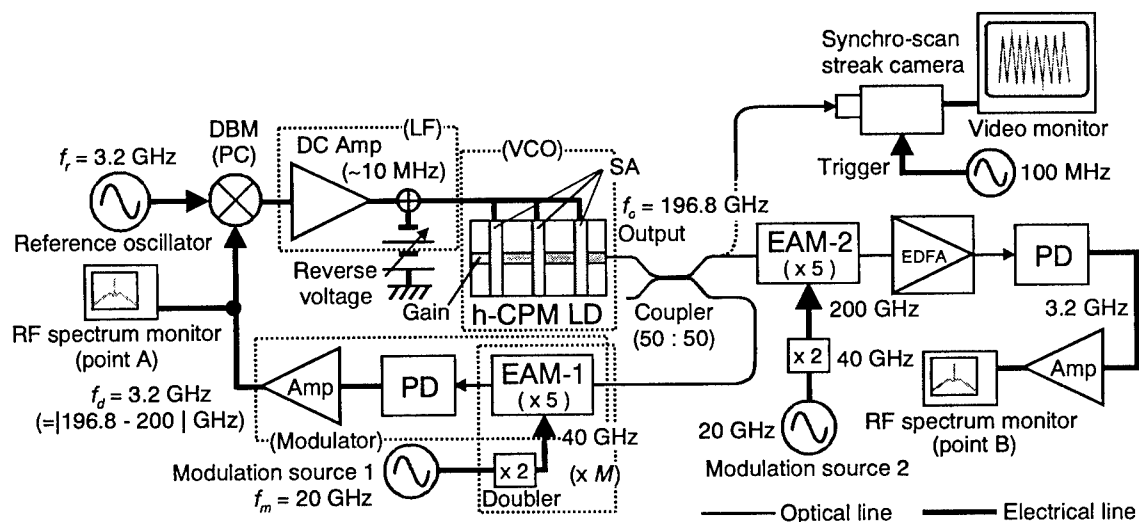 Synchro-scan
streak camera
Video monitor
Trigger
100 MHz
DBM
(PC)
(LF)
DC Amp
(~10 MHz)
(VCO)
SA
f_r = 3.2 GHz
Reference oscillator
f_o = 196.8 GHz
Output
Reverse
voltage
Gain
h-CPM LD
Coupler
(50 : 50)
EAM-2
(x 5)
EDFA
PD
200 GHz
3.2 GHz
x 2
40 GHz
20 GHz
Modulation source 2
Amp
RF spectrum monitor
(point B)
RF spectrum monitor
(point A)
f_d = 3.2 GHz
(=|196.8 - 200 | GHz)
Amp
PD
EAM-1
(x 5)
(Modulator)
40 GHz
Modulation source 1
f_m = 20 GHz
x 2
(x M)
Doubler
Optical line
Electrical line